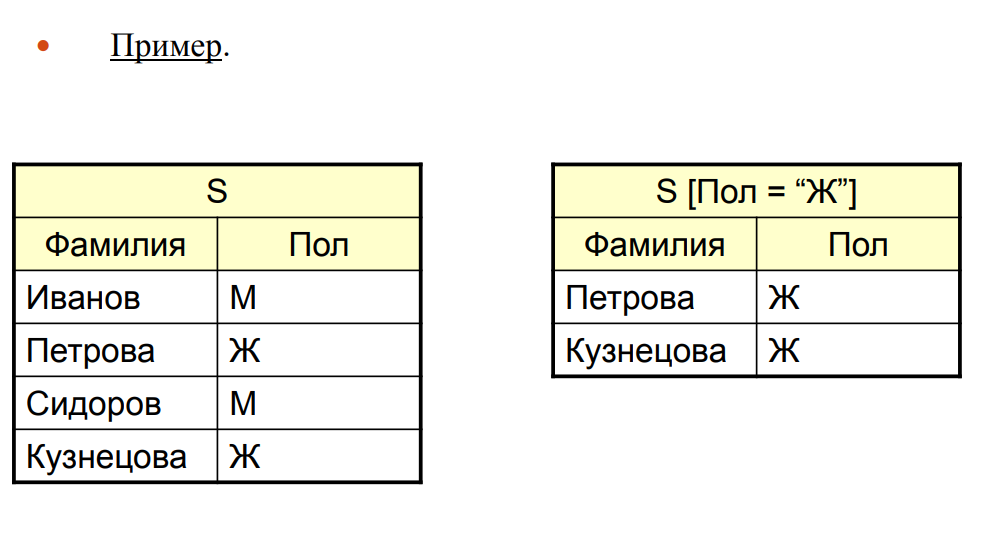 • Пример.
S
Фамилия Пол
Иванов М
Петрова Ж
Сидоров М
Кузнецова Ж
S [Пол = “Ж”]
Фамилия Пол
Петрова Ж
Кузнецова Ж